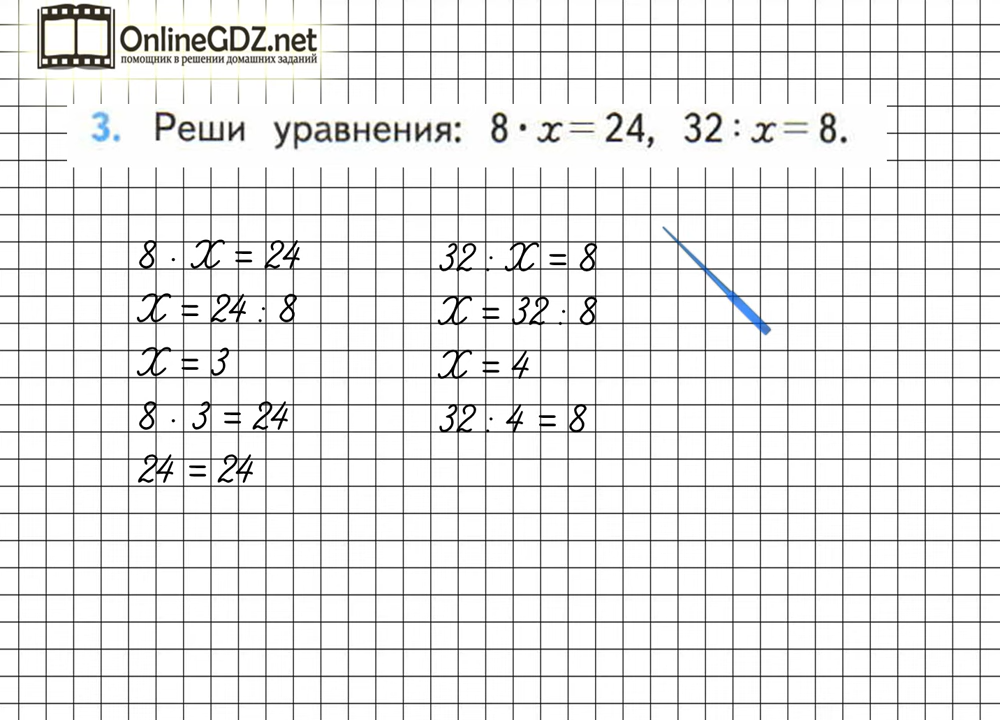 OnlineGDZ.net
помощник в решении домашних заданий
3. Реши уравнения: 8 · x = 24, 32 : x = 8.
8 · X = 24
X = 24 : 8
X = 3
8 · 3 = 24
24 = 24
32 : X = 8
X = 32 : 8
X = 4
32 : 4 = 8